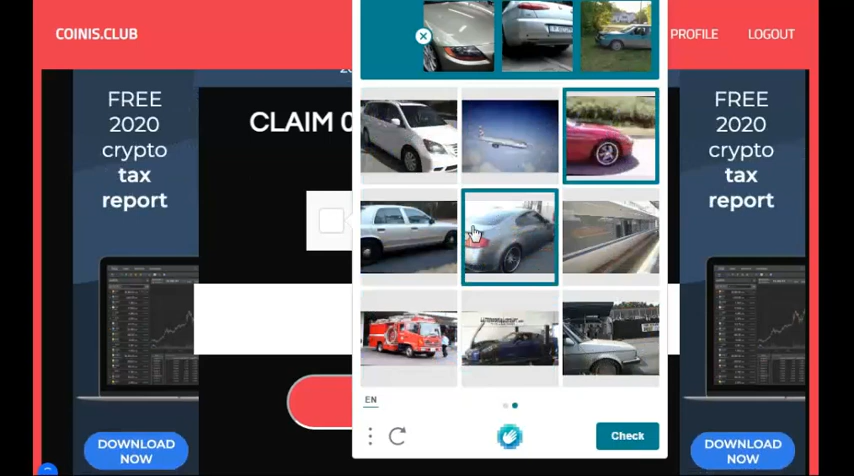 COINIS.CLUB
PROFILE
LOGOUT
FREE
2020
crypto
tax
report
DOWNLOAD
NOW
CLAIM
EN
Check
FREE
2020
crypto
tax
report
DOWNLOAD
NOW